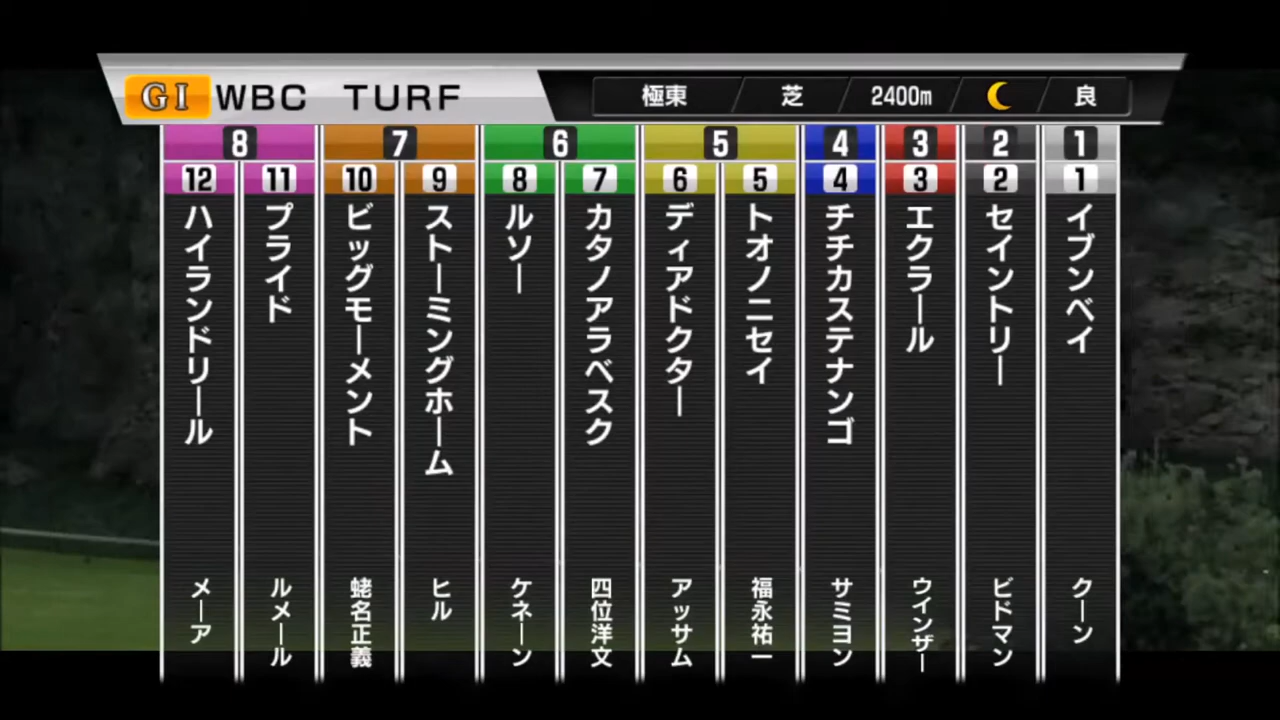 GI WBC TURF 極東 芝 2400m 良
1
1
イブンベイ
クーン
2
2
セイントリー
ビドマン
3
3
エクラール
ウインザー
4
4
チチカステナンゴ
サミヨン
5
5
トオノニセイ
福永祐一
6
ディアドクター
アッサム
6
7
カタノアラベスク
四位洋文
8
ルソー
ケネーン
7
9
ストーミングホーム
ヒル
10
ビッグモーメント
蛯名正義
8
11
プライド
ルメール
12
ハイランドリール
メーア